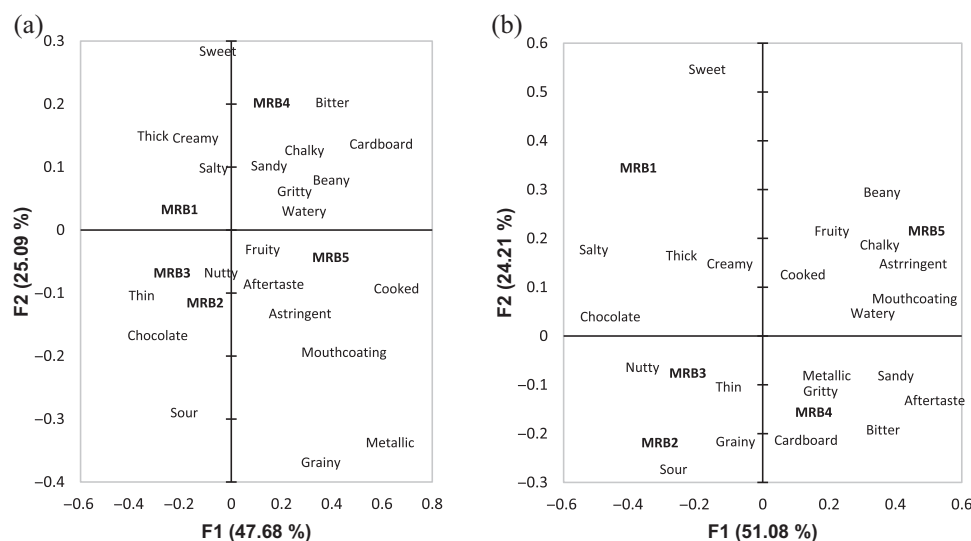 (a)
0.3
Sweet
0.2
MRB4 Bitter
Thick Creamy
Cardboard
Chalky
0.1
Salty Sandy
Beany
Gritty
MRB1
Watery
0
Fruity
MRB5
MRB3 Nutty
Aftertaste
Cooked
−0.1
Thin
MRB2
Astringent
Chocolate
Mouthcoating
−0.2
Sour
−0.3
Metallic
Grainy
−0.4
−0.6 −0.4 −0.2 0 0.2 0.4 0.6 0.8
F1 (47.68 %)
F2 (25.09 %)
(b)
0.6
Sweet
0.5
0.4
MRB1
0.3
Beany
Fruity MRB5
0.2
Salty
Chalky
Thick
Creamy
Astrringent
Cooked
0.1
Mouthcoating
Chocolate
Watery
0
Nutty
MRB3
Metallic Sandy
−0.1
Thin
Gritty
Aftertaste
MRB4
Bitter
−0.2
MRB2
Grainy
Cardboard
Sour
−0.3
−0.6 −0.4 −0.2 0 0.2 0.4 0.6
F1 (51.08 %)
F2 (24.21 %)